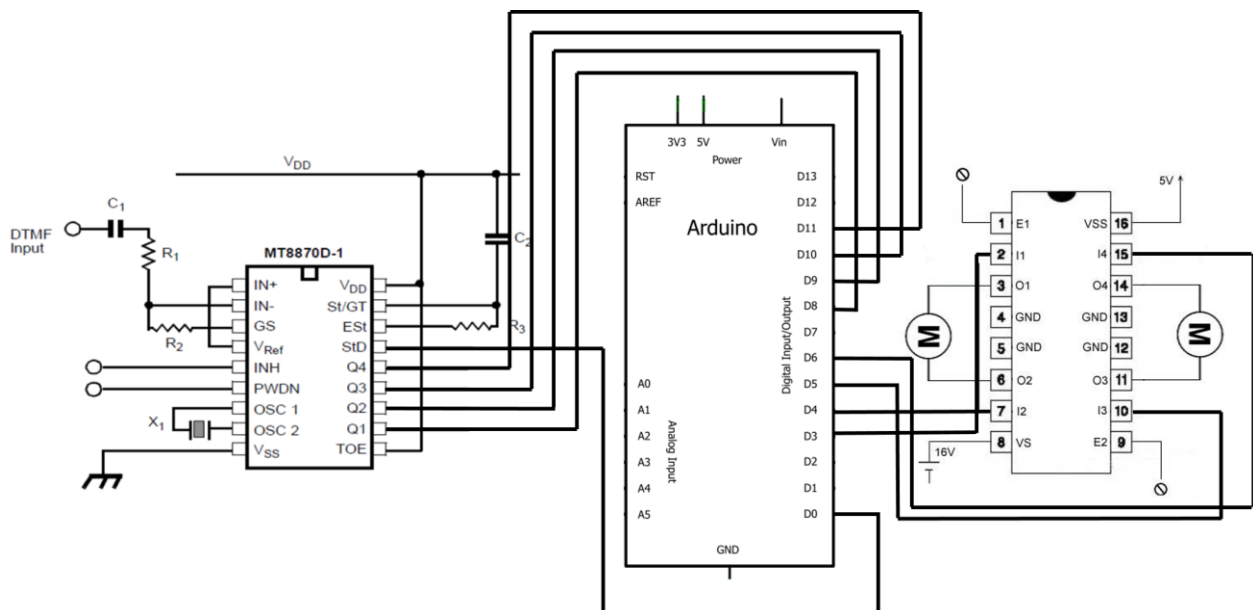 V_DD
C₁
DTMF
Input
R₁
R₂
X₁
C₂
R₃
MT8870D-1
IN+
IN-
GS
V_Ref
INH
PWDN
OSC 1
OSC 2
V_SS
V_DD
St/GT
ESt
StD
Q4
Q3
Q2
Q1
TOE
3V3 5V Vin
Power
RST
AREF
Arduino
A0
A1
A2
A3
A4
A5
Analog Input
D13
D12
D11
D10
D9
D8
D7
D6
D5
D4
D3
D2
D1
D0
Digital Input/Output
GND
5V
1 E1 VSS 16
2 I1 I4 15
3 O1 O4 14
4 GND GND 13
5 GND GND 12
6 O2 O3 11
7 I2 I3 10
8 VS E2 9
M
M
16V